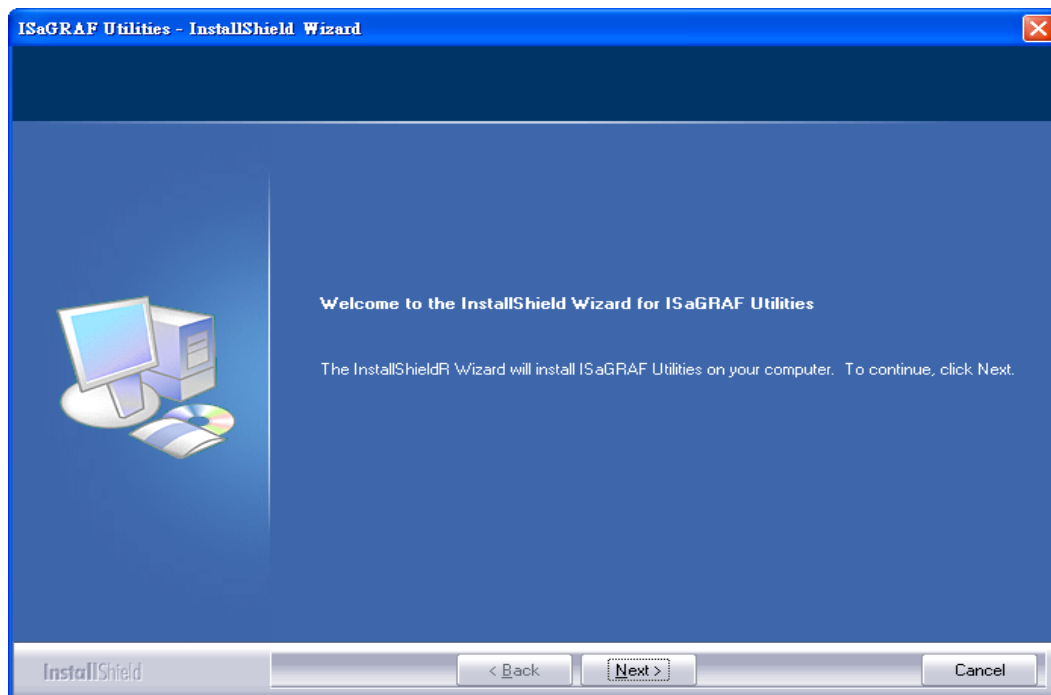 ISaGRAF Utilities - InstallShield Wizard
Welcome to the InstallShield Wizard for ISaGRAF Utilities
The InstallShieldR Wizard will install ISaGRAF Utilities on your computer. To continue, click Next.
InstallShield
< Back
Next >
Cancel